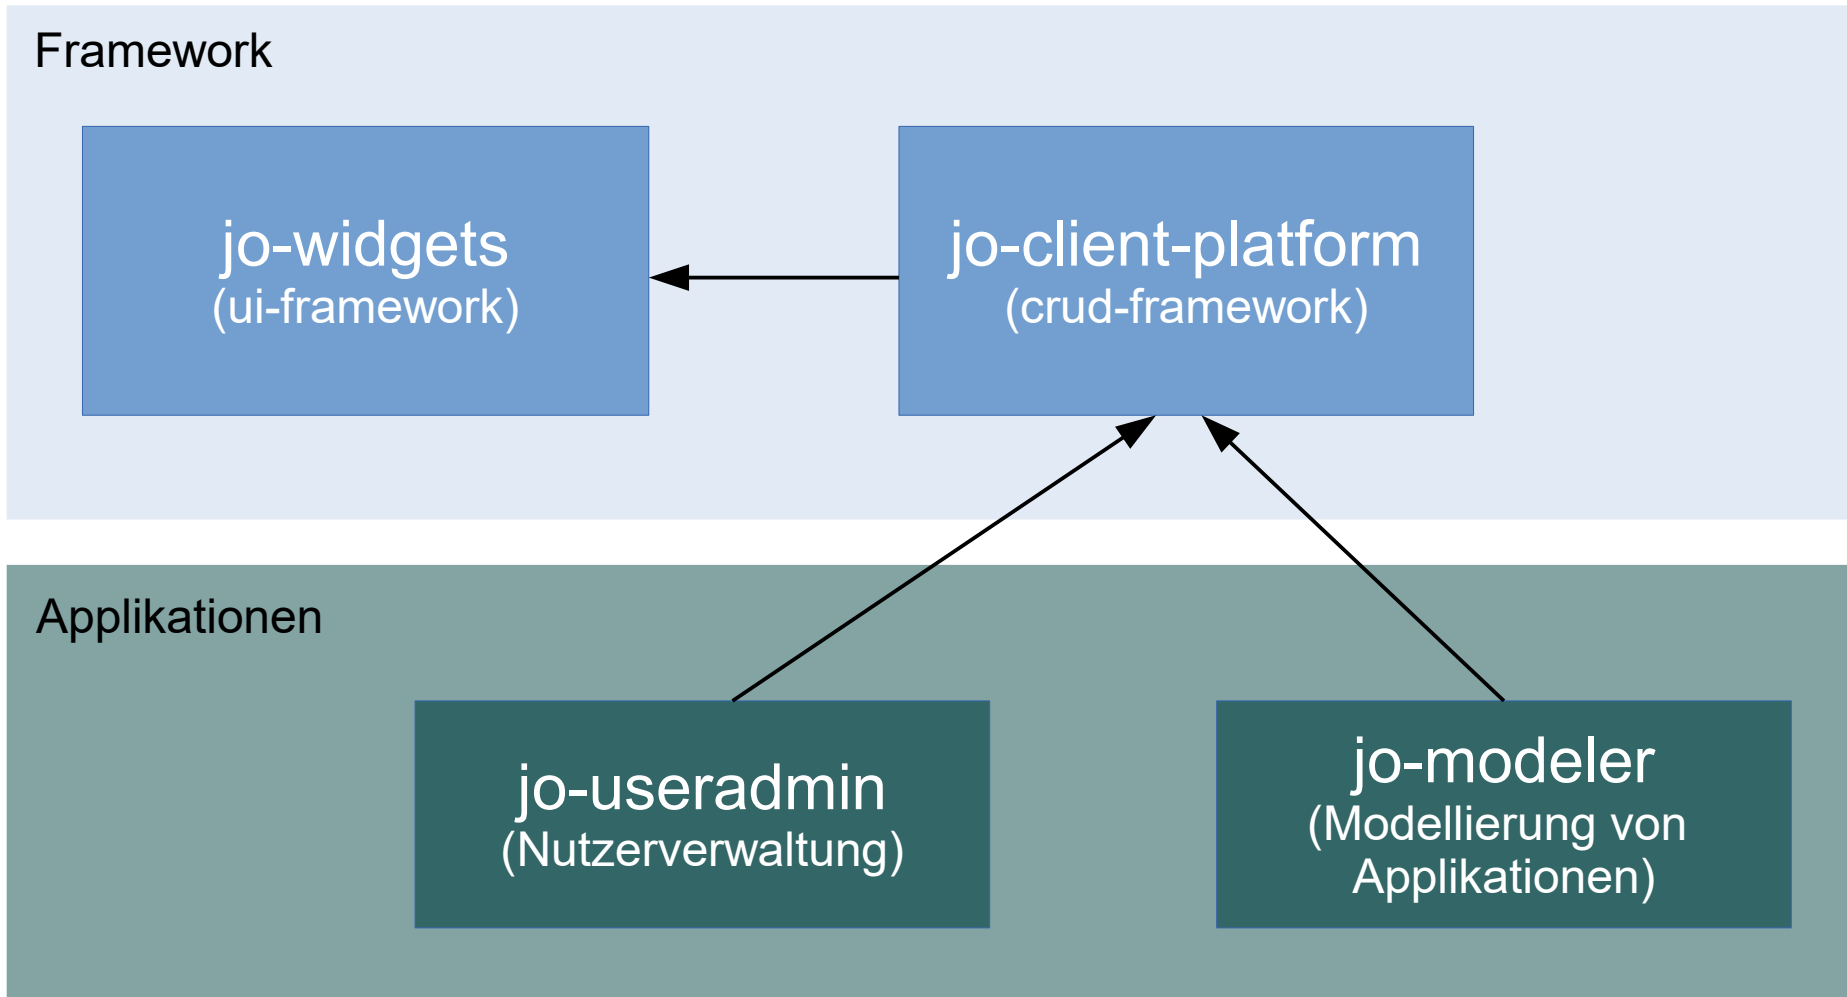 Framework
jo-widgets
(ui-framework)
jo-client-platform
(crud-framework)
Applikationen
jo-useradmin
(Nutzerverwaltung)
jo-modeler
(Modellierung von
Applikationen)